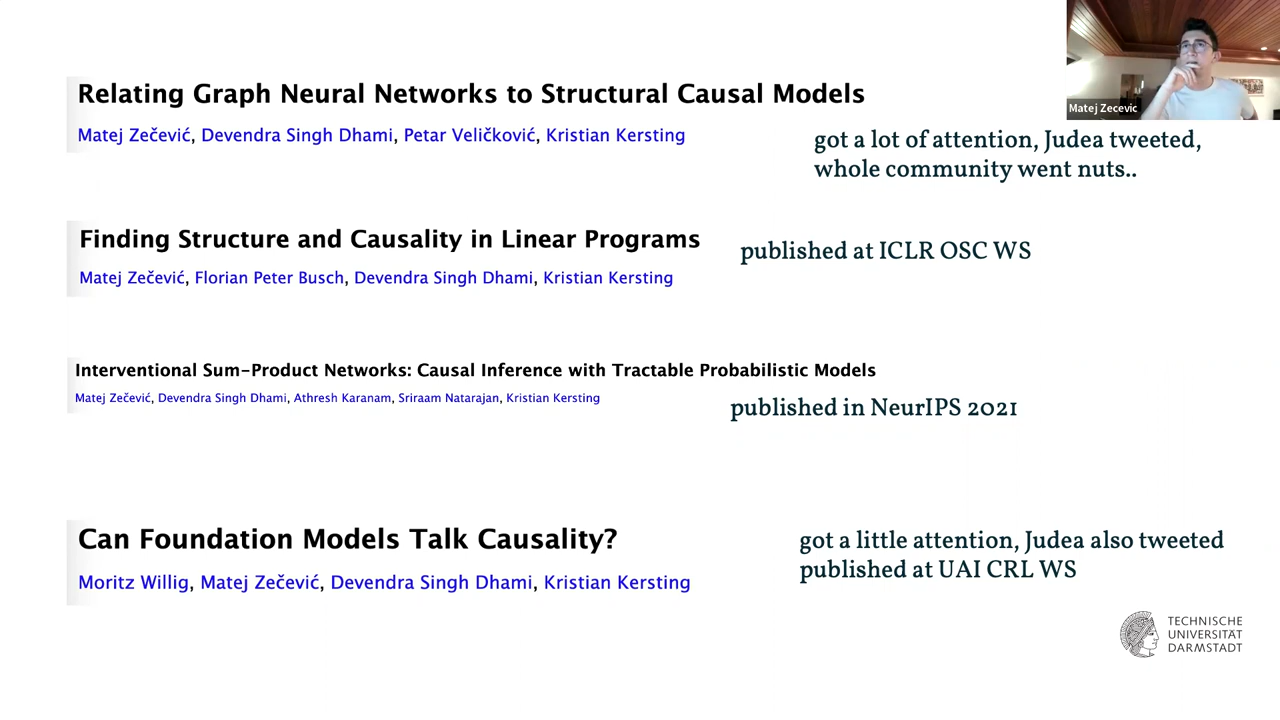 Matej Zecevic
Relating Graph Neural Networks to Structural Causal Models
Matej Zečević, Devendra Singh Dhami, Petar Veličković, Kristian Kersting
got a lot of attention, Judea tweeted,
whole community went nuts..
Finding Structure and Causality in Linear Programs
Matej Zečević, Florian Peter Busch, Devendra Singh Dhami, Kristian Kersting
published at ICLR OSC WS
Interventional Sum-Product Networks: Causal Inference with Tractable Probabilistic Models
Matej Zečević, Devendra Singh Dhami, Athresh Karanam, Sriraam Natarajan, Kristian Kersting
published in NeurIPS 2021
Can Foundation Models Talk Causality?
Moritz Willig, Matej Zečević, Devendra Singh Dhami, Kristian Kersting
got a little attention, Judea also tweeted
published at UAI CRL WS
TECHNISCHE
UNIVERSITÄT
DARMSTADT